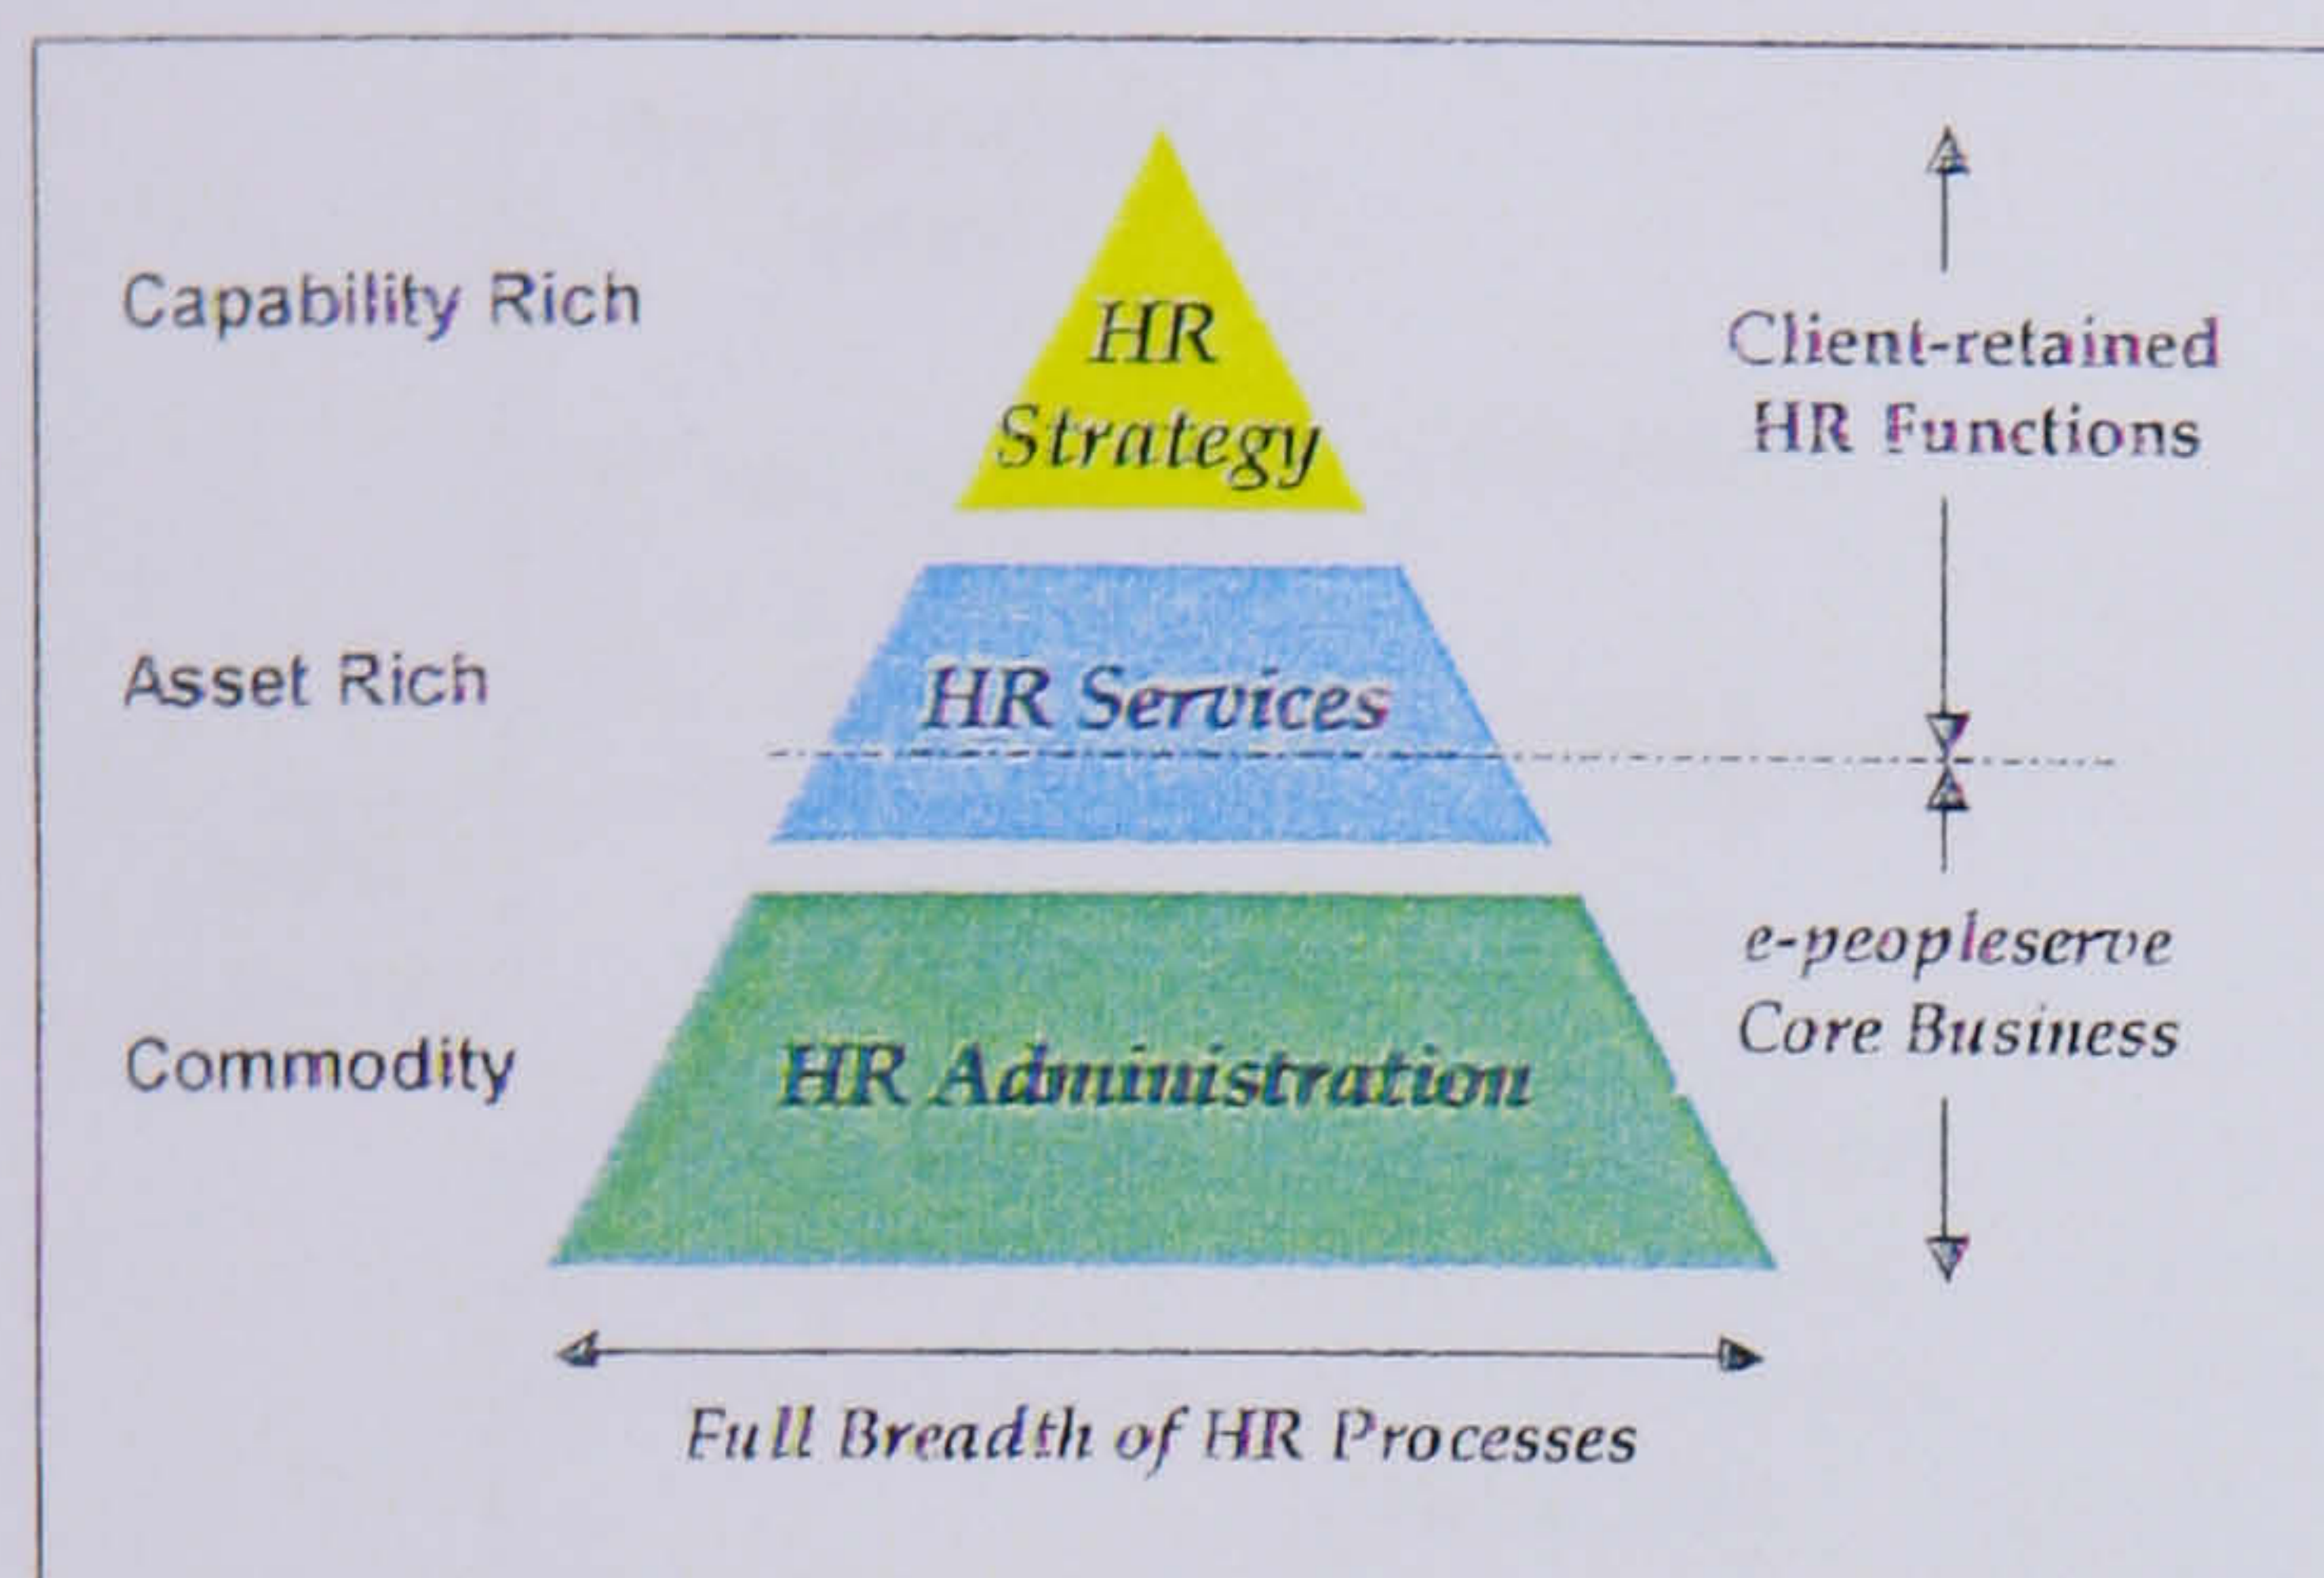 Capability Rich
HR
Strategy
Client-retained
HR Functions
Asset Rich
HR Services
e-peopleserve
Core Business
Commodity
HR Administration
Full Breadth of HR Processes